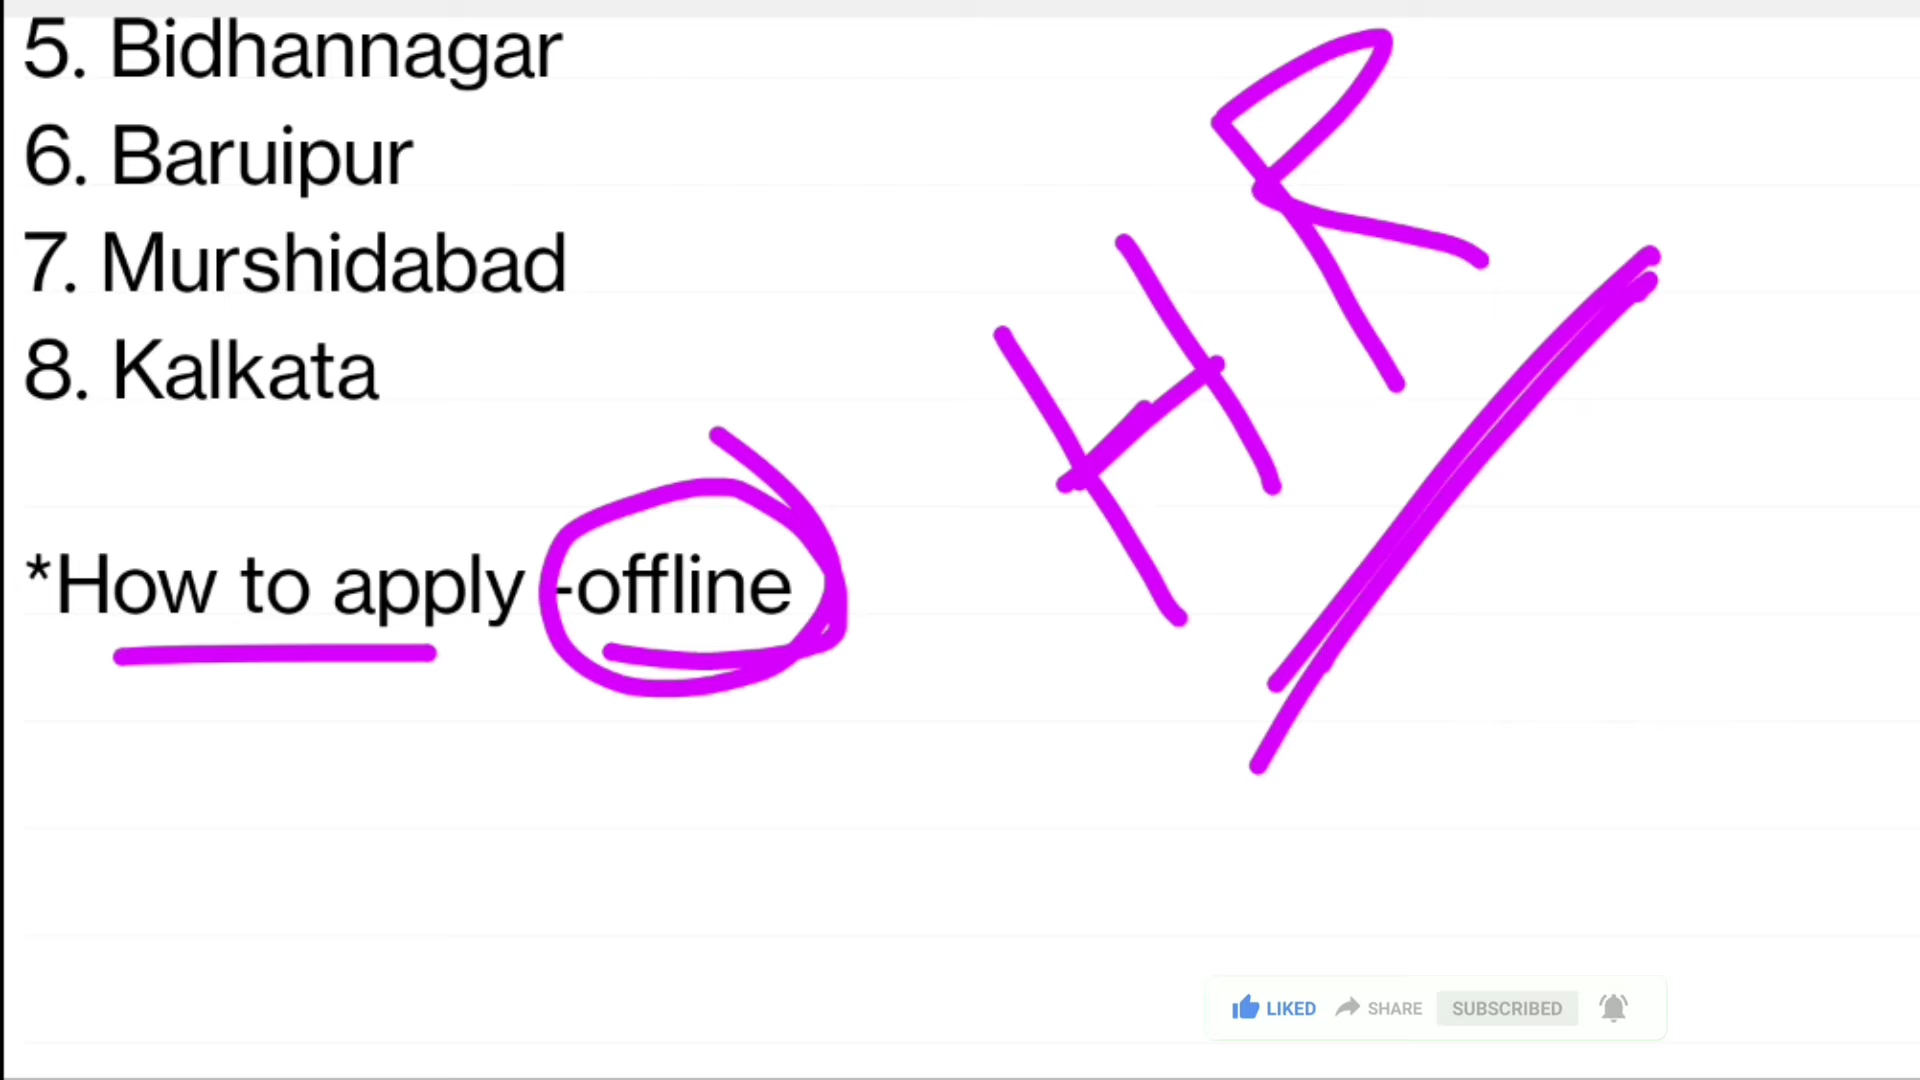 5. Bidhannagar
6. Baruipur
7. Murshidabad
8. Kalkata
HR
*How to apply -offline
LIKED SHARE SUBSCRIBED